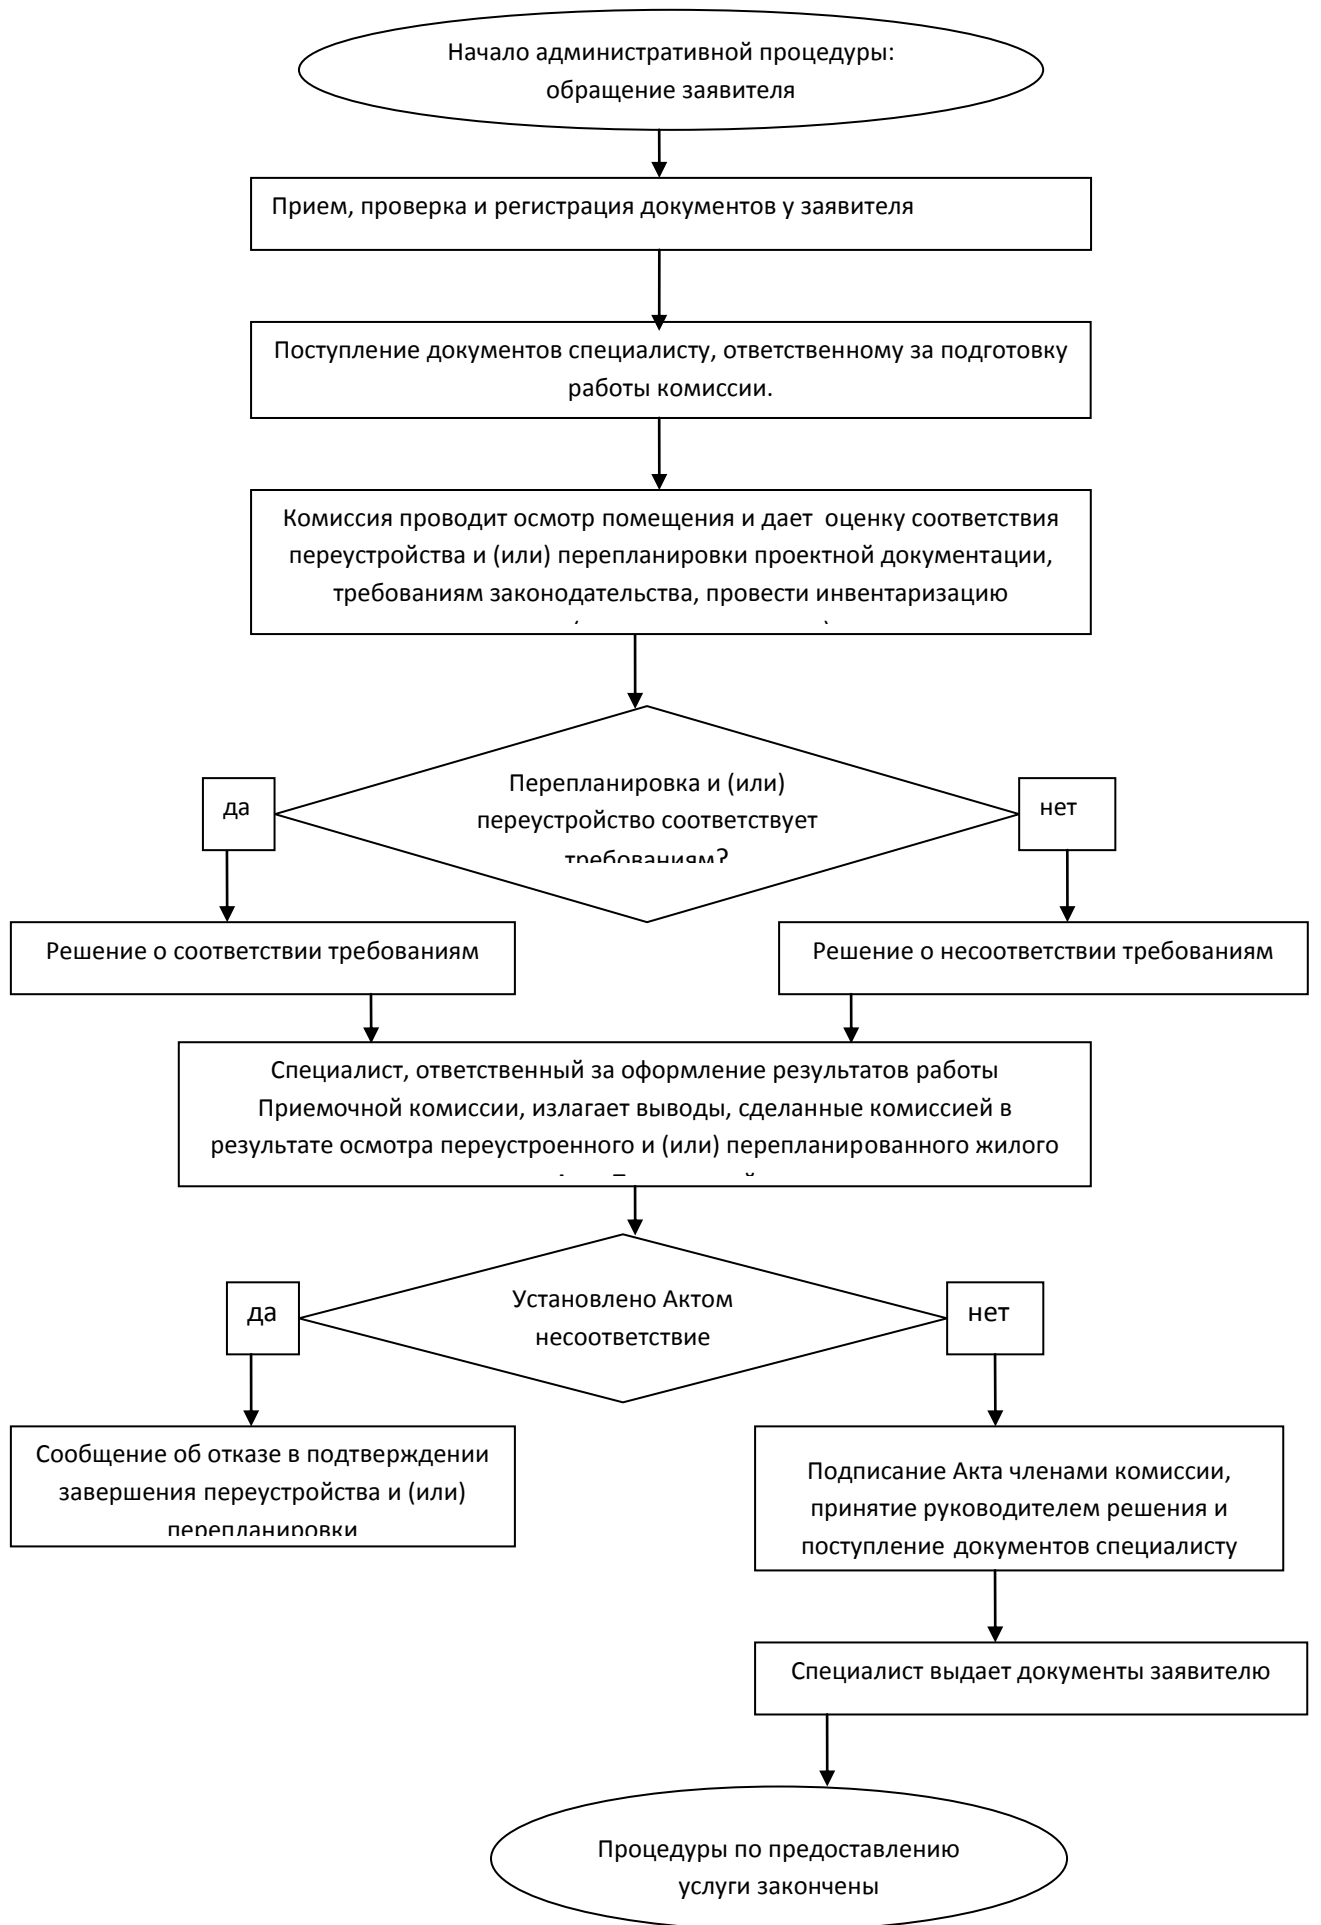 Начало административной процедуры:
обращение заявителя
Прием, проверка и регистрация документов у заявителя
Поступление документов специалисту, ответственному за подготовку
работы комиссии.
Комиссия проводит осмотр помещения и дает оценку соответствия
переустройства и (или) перепланировки проектной документации,
требованиям законодательства, провести инвентаризацию
Перепланировка и (или)
переустройство соответствует
требованиям?
да
нет
Решение о соответствии требованиям
Решение о несоответствии требованиям
Специалист, ответственный за оформление результатов работы
Приемочной комиссии, излагает выводы, сделанные комиссией в
результате осмотра переустроенного и (или) перепланированного жилого
Установлено Актом
несоответствие
да
нет
Сообщение об отказе в подтверждении
завершения переустройства и (или)
перепланировки
Подписание Акта членами комиссии,
принятие руководителем решения и
поступление документов специалисту
Специалист выдает документы заявителю
Процедуры по предоставлению
услуги закончены